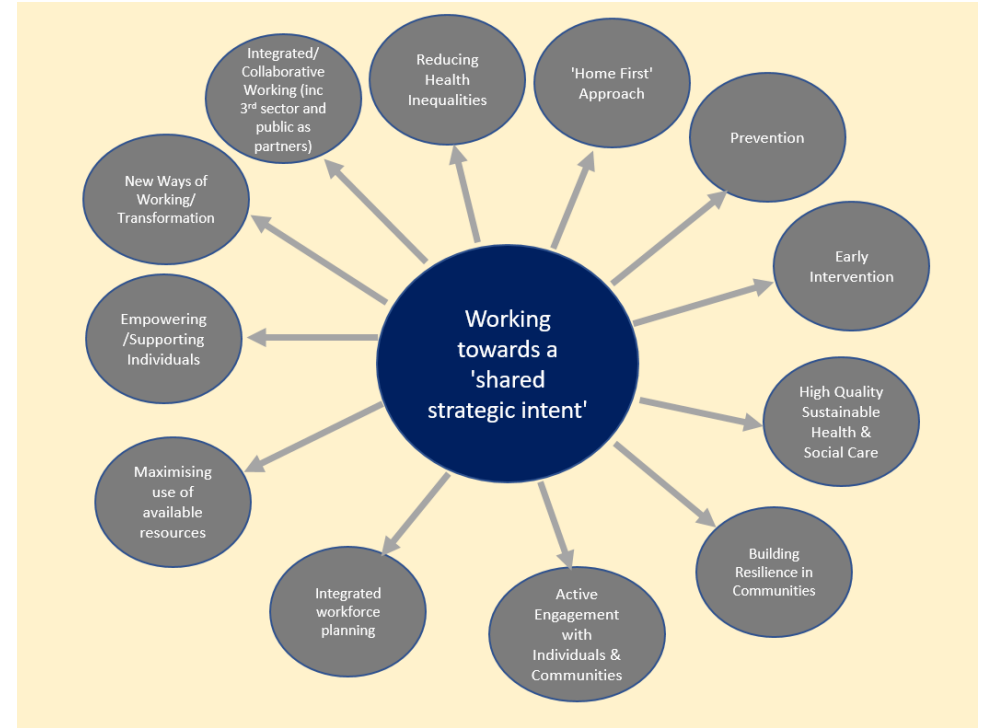 Integrated/
Collaborative
Working (inc
3rd sector and
public as
partners)
Reducing
Health
Inequalities
'Home First'
Approach
Prevention
Early
Intervention
High Quality
Sustainable
Health &
Social Care
Building
Resilience in
Communities
Active
Engagement
with
Individuals &
Communities
Integrated
workforce
planning
Maximising
use of
available
resources
Empowering
/Supporting
Individuals
New Ways of
Working/
Transformation
Working
towards a
'shared
strategic intent'